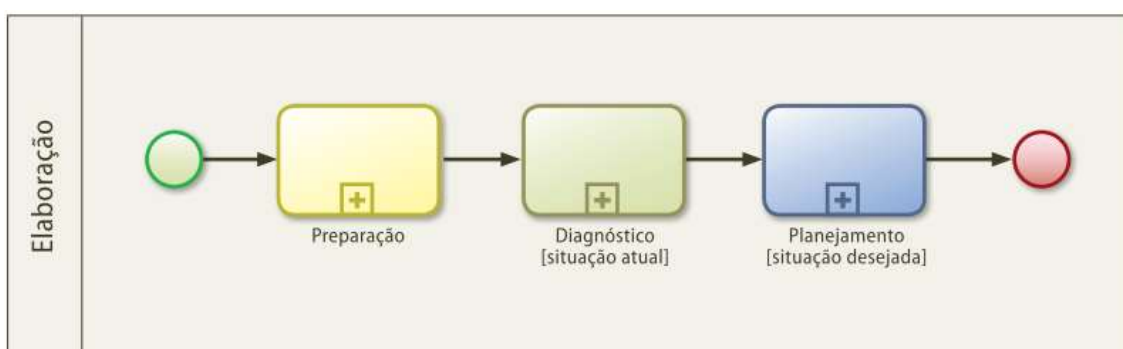 Elaboração
Preparação
Diagnóstico
[situação atual]
Planejamento
[situação desejada]